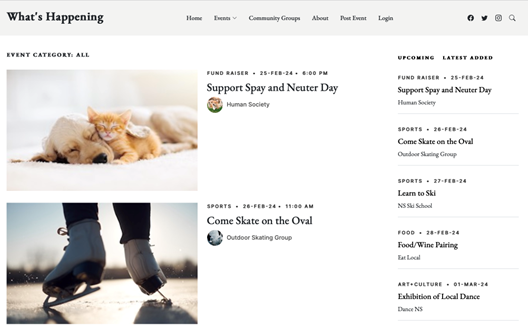 What's Happening
Home Events Community Groups About Post Event Login
EVENT CATEGORY: ALL
FUND RAISER • 25-FEB-24 • 6:00 PM
Support Spay and Neuter Day
Human Society
SPORTS • 26-FEB-24 • 11:00 AM
Come Skate on the Oval
Outdoor Skating Group
UPCOMING LATEST ADDED
FUND RAISER • 25-FEB-24
Support Spay and Neuter Day
Human Society
SPORTS • 26-FEB-24
Come Skate on the Oval
Outdoor Skating Group
SPORTS • 27-FEB-24
Learn to Ski
NS Ski School
FOOD • 28-FEB-24
Food/Wine Pairing
Eat Local
ART+CULTURE • 01-MAR-24
Exhibition of Local Dance
Dance NS